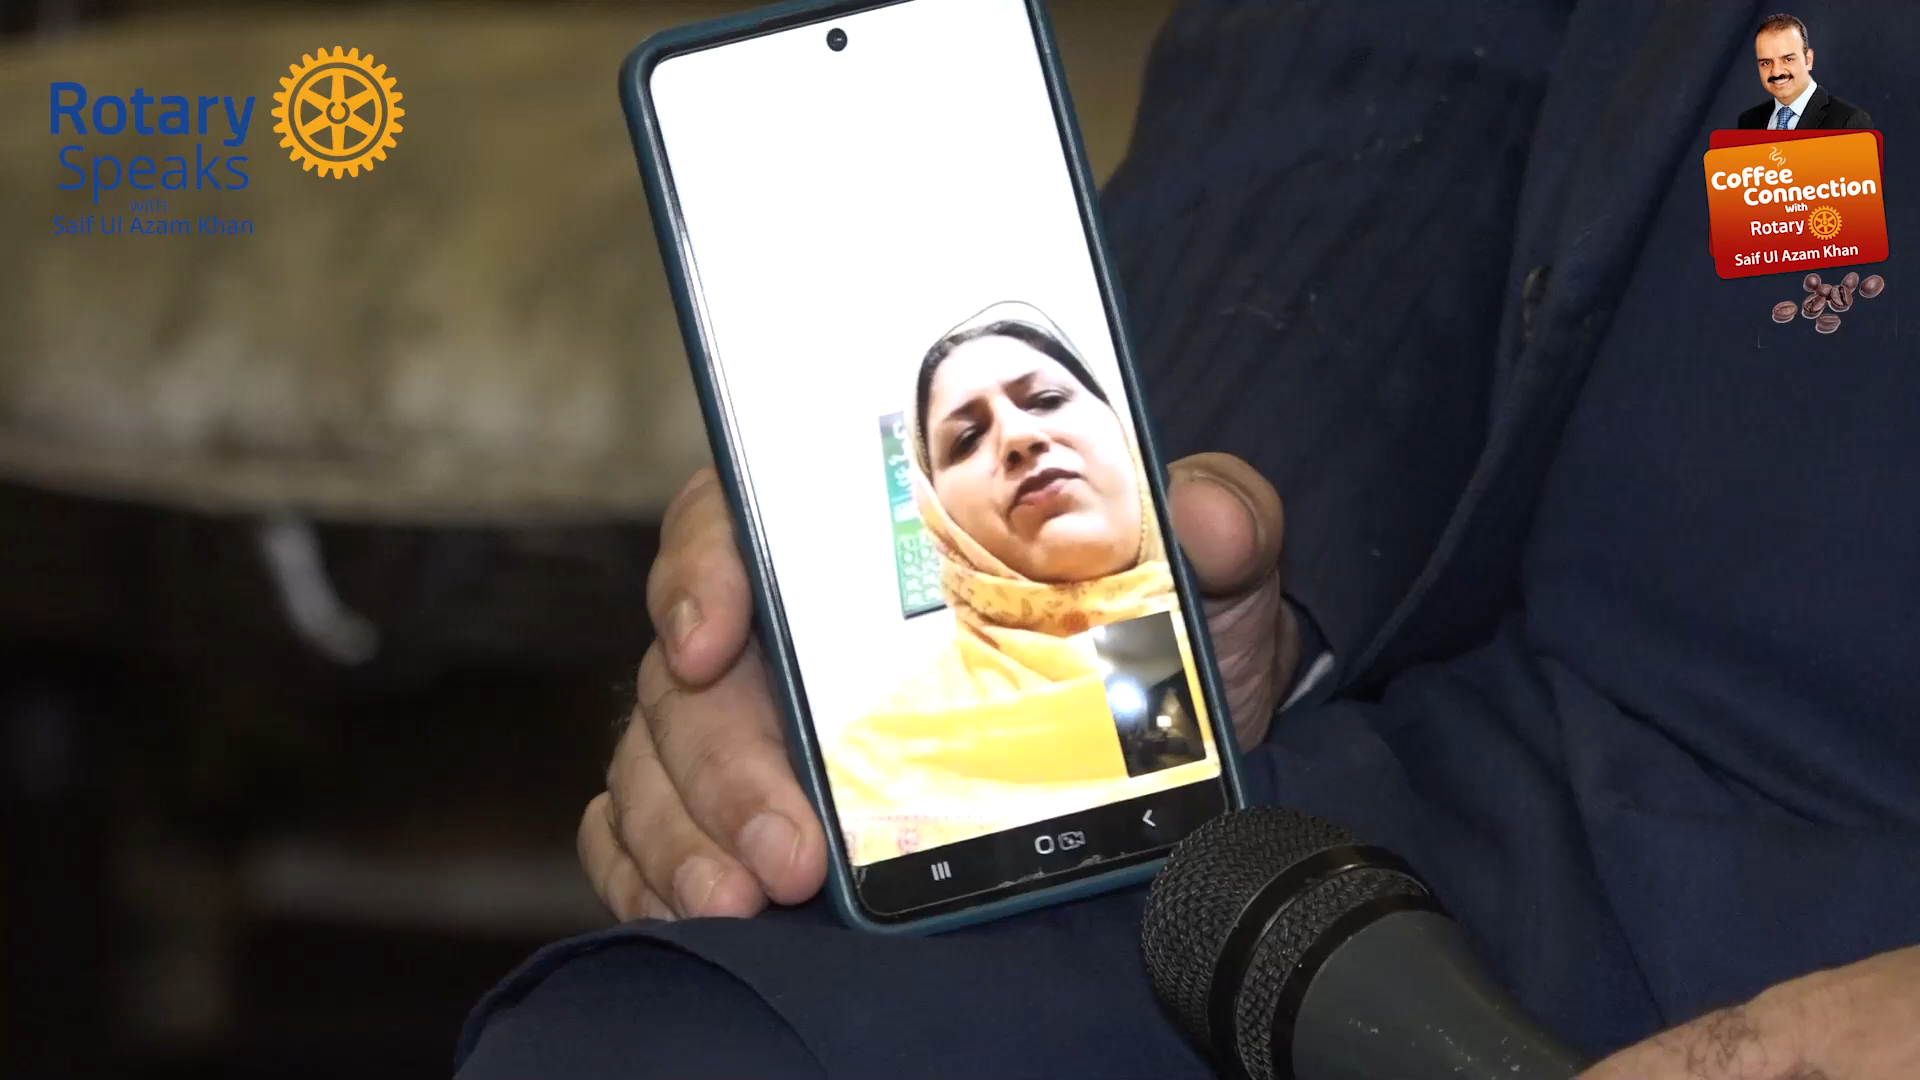 Rotary
Speaks
with
Saif Ul Azam Khan
Coffee
Connection
With
Rotary
Saif Ul Azam Khan